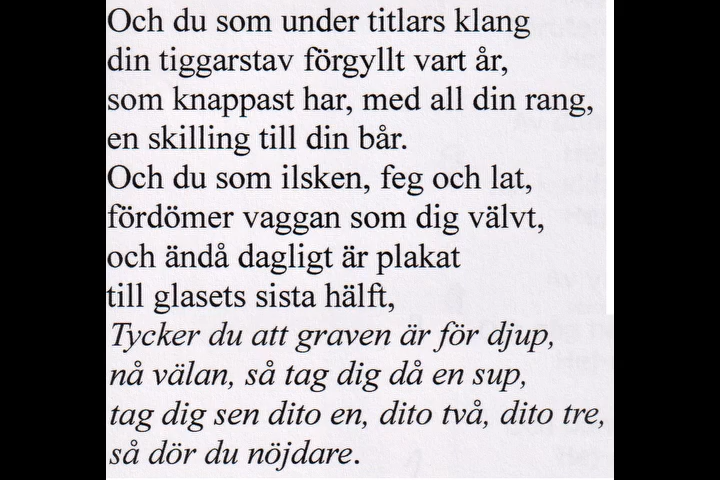 Och du som under titlars klang
din tiggarstav förgyllt vart år,
som knappast har, med all din rang,
en skilling till din bår.
Och du som ilsken, feg och lat,
fördömer vaggan som dig välvt,
och ändå dagligt är plakat
till glasets sista hälft,
Tycker du att graven är för djup,
nå välan, så tag dig då en sup,
tag dig sen dito en, dito två, dito tre,
så dör du nöjdare.